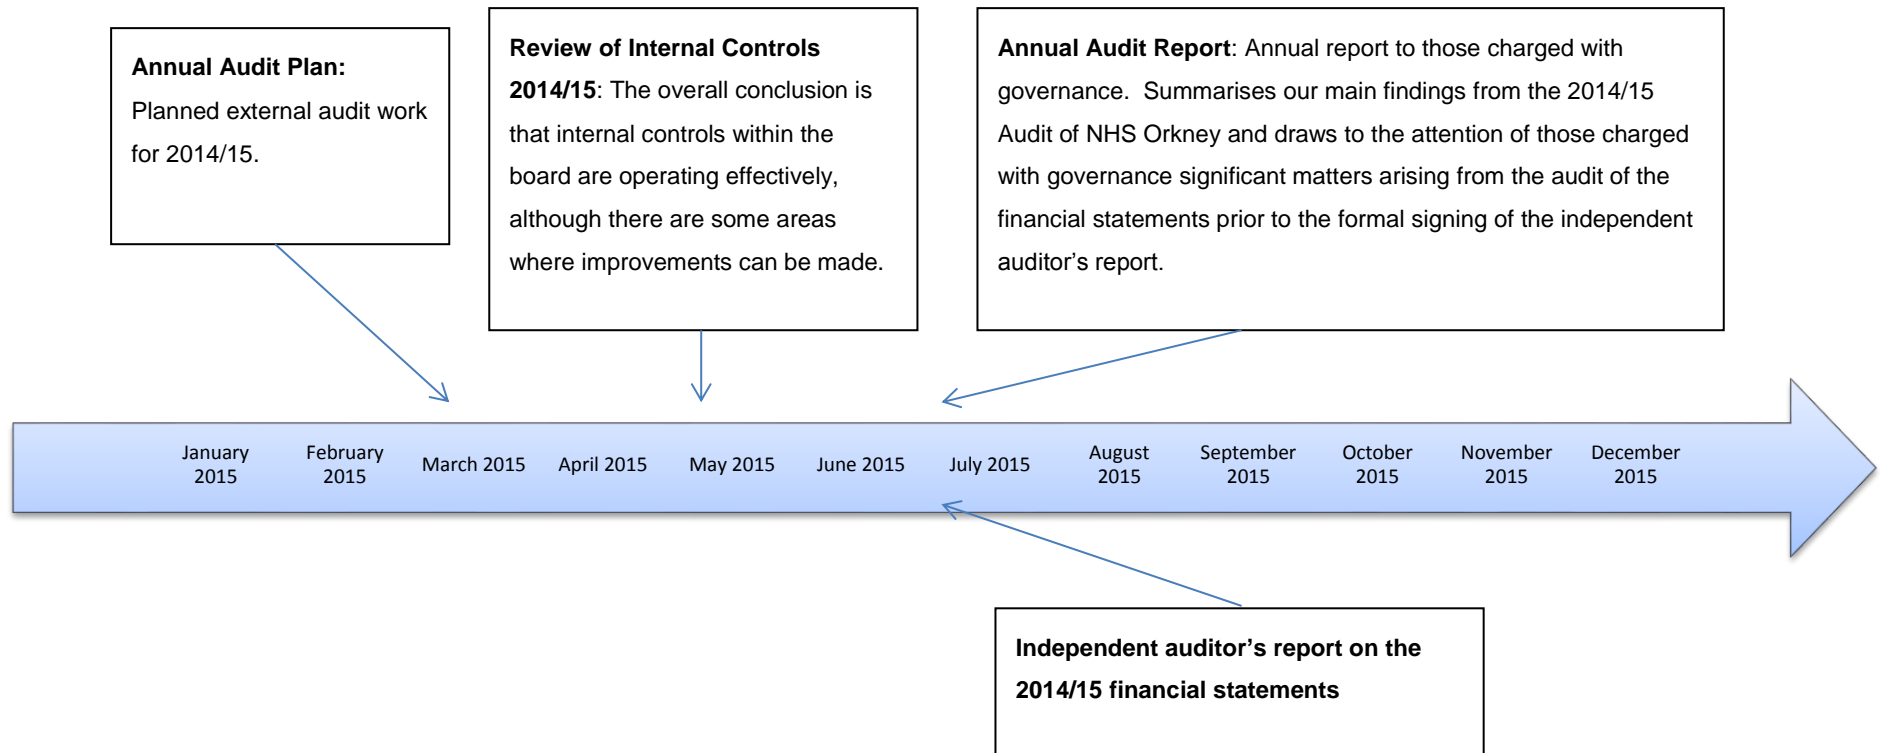 Annual Audit Plan:
Planned external audit work
for 2014/15.
Review of Internal Controls
2014/15: The overall conclusion is
that internal controls within the
board are operating effectively,
although there are some areas
where improvements can be made.
Annual Audit Report: Annual report to those charged with
governance.  Summarises our main findings from the 2014/15
Audit of NHS Orkney and draws to the attention of those charged
with governance significant matters arising from the audit of the
financial statements prior to the formal signing of the independent
auditor’s report.
January
2015
February
2015
March 2015
April 2015
May 2015
June 2015
July 2015
August
2015
September
2015
October
2015
November
2015
December
2015
Independent auditor’s report on the
2014/15 financial statements